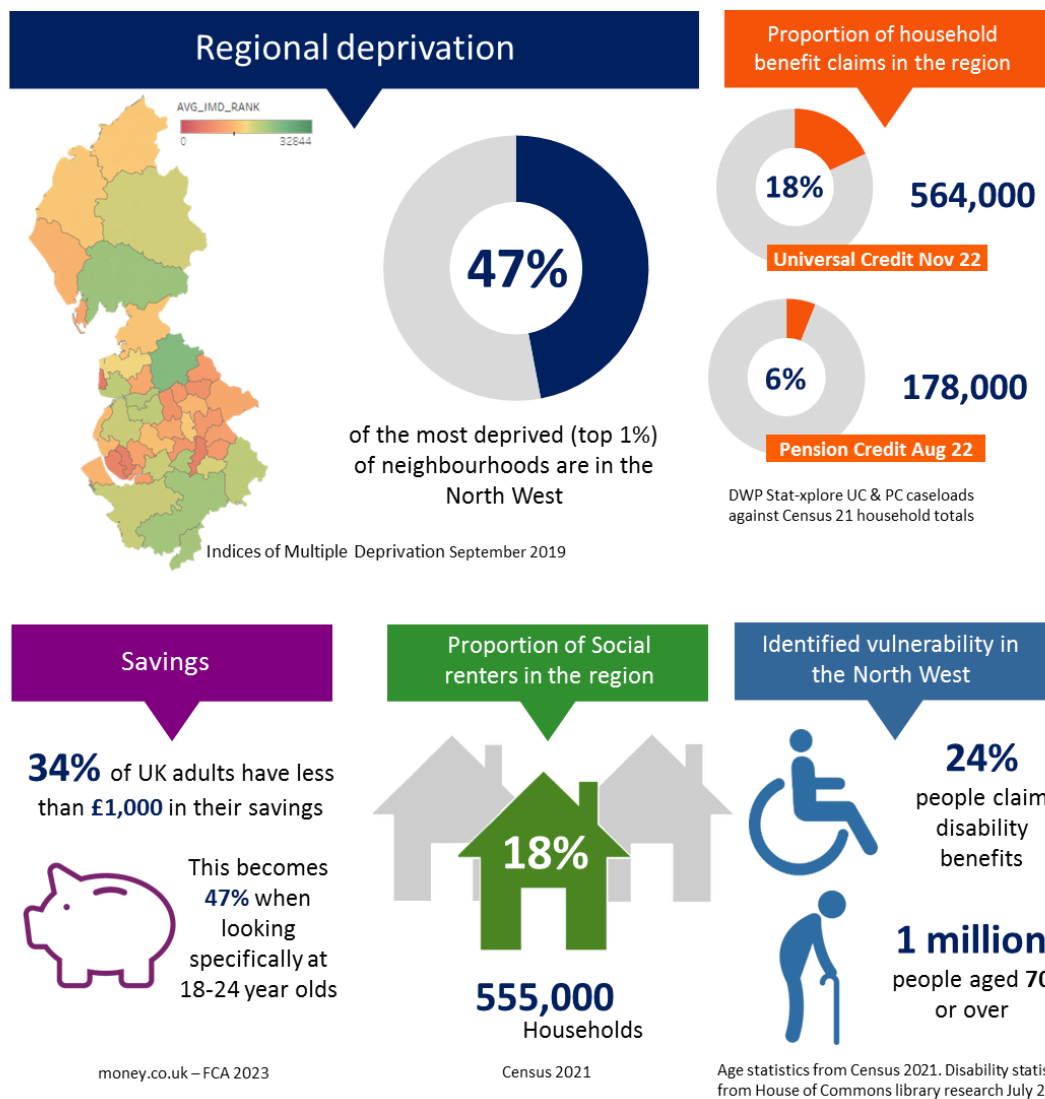 Regional deprivation
AVG_IMD_RANK
0
32844
47%
of the most deprived (top 1%)
of neighbourhoods are in the
North West
Indices of Multiple Deprivation September 2019
Proportion of household
benefit claims in the region
18%
564,000
Universal Credit Nov 22
6%
178,000
Pension Credit Aug 22
DWP Stat-xplore UC & PC caseloads
against Census 21 household totals
Savings
34% of UK adults have less
than £1,000 in their savings
This becomes
47% when
looking
specifically at
18-24 year olds
money.co.uk – FCA 2023
Proportion of Social
renters in the region
18%
555,000
Households
Census 2021
Identified vulnerability in
the North West
24%
people claim
disability
benefits
1 million
people aged 70
or over
Age statistics from Census 2021. Disability
from House of Commons library research July